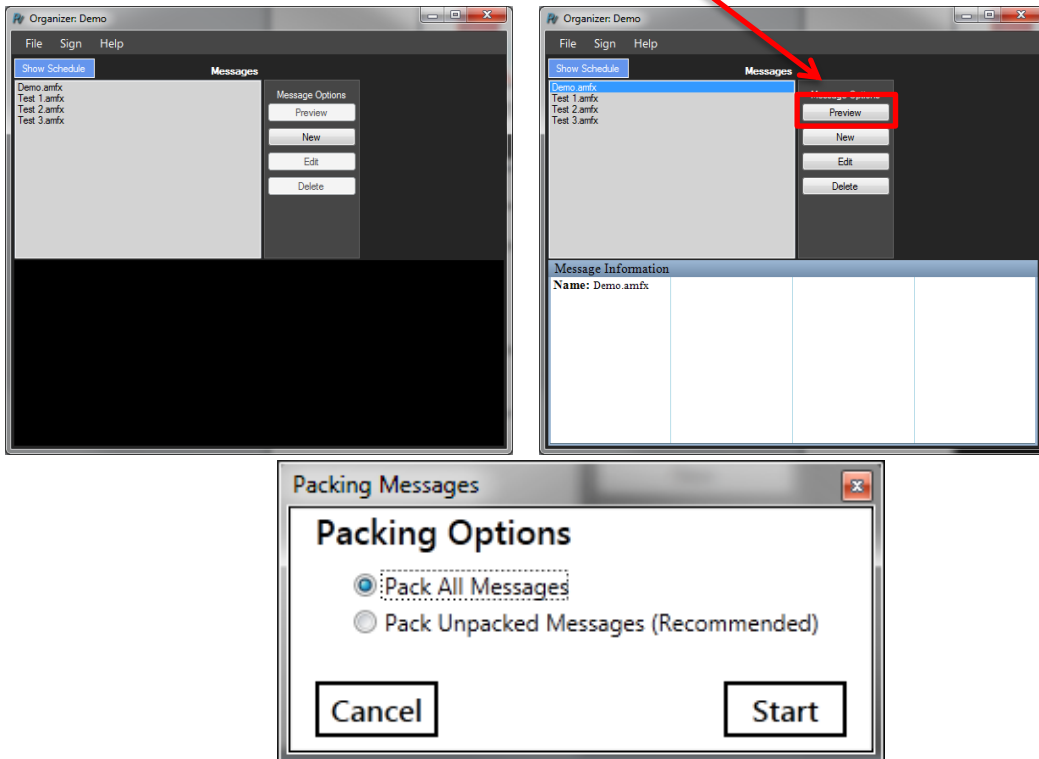 Organizer: Demo
File Sign Help
Show Schedule Messages
Demo.amfx
Test 1.amfx
Test 2.amfx
Test 3.amfx
Message Options
Preview
New
Edit
Delete
Organizer: Demo
File Sign Help
Show Schedule Messages
Demo.amfx
Test 1.amfx
Test 2.amfx
Test 3.amfx
Message Options
Preview
New
Edit
Delete
Message Information
Name: Demo.amfx
Packing Messages
Packing Options
Pack All Messages
Pack Unpacked Messages (Recommended)
Cancel Start